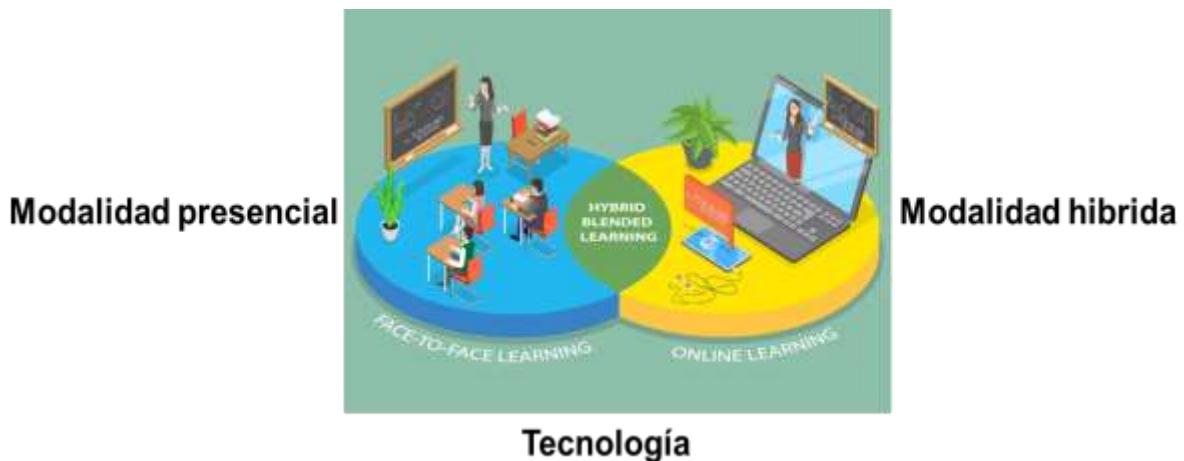 Modalidad presencial
HYBRID
BLENDED
LEARNING
Modalidad hibrida
FACE-TO-FACE LEARNING
ONLINE LEARNING
Tecnología